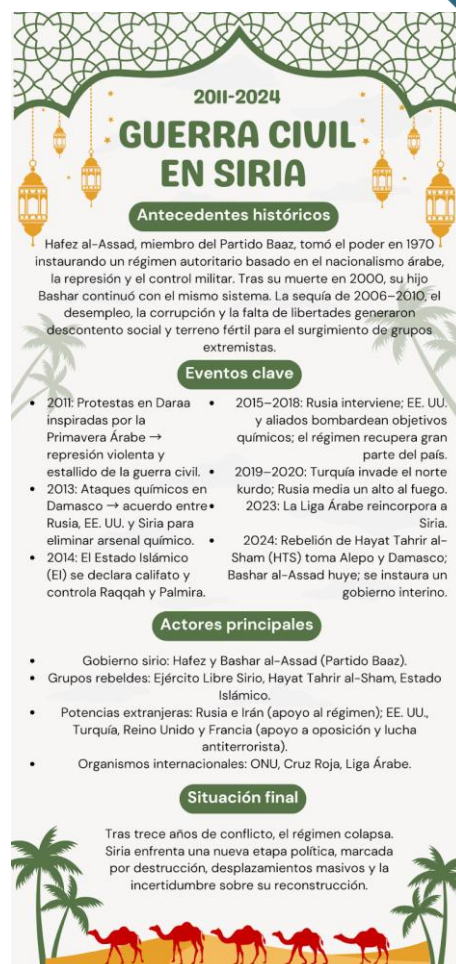 2011-2024
GUERRA CIVIL
EN SIRIA
Antecedentes históricos
Hafez al-Assad, miembro del Partido Baaz, tomó el poder en 1970
instaurando un régimen autoritario basado en el nacionalismo árabe,
la represión y el control militar. Tras su muerte en 2000, su hijo
Bashar continuó con el mismo sistema. La sequía de 2006–2010, el
desempleo, la corrupción y la falta de libertades generaron
descontento social y terreno fértil para el surgimiento de grupos
extremistas.
Eventos clave
• 2011: Protestas en Daraa
inspiradas por la
Primavera Árabe →
represión violenta y
estallido de la guerra civil.
• 2013: Ataques químicos en
Damasco → acuerdo entre
Rusia, EE. UU. y Siria para
eliminar arsenal químico.
• 2014: El Estado Islámico
(EI) se declara califato y
controla Raqqah y Palmira.
• 2015–2018: Rusia interviene; EE. UU.
y aliados bombardean objetivos
químicos; el régimen recupera gran
parte del país.
• 2019–2020: Turquía invade el norte
kurdo; Rusia media un alto al fuego.
• 2023: La Liga Árabe reincorpora a
Siria.
• 2024: Rebelión de Hayat Tahrir al-
Sham (HTS) toma Alepo y Damasco;
Bashar al-Assad huye; se instaura un
gobierno interino.
Actores principales
• Gobierno sirio: Hafez y Bashar al-Assad (Partido Baaz).
• Grupos rebeldes: Ejército Libre Sirio, Hayat Tahrir al-Sham, Estado
Islámico.
• Potencias extranjeras: Rusia e Irán (apoyo al régimen); EE. UU.,
Turquía, Reino Unido y Francia (apoyo a oposición y lucha
antiterrorista).
• Organismos internacionales: ONU, Cruz Roja, Liga Árabe.
Situación final
Tras trece años de conflicto, el régimen colapsa.
Siria enfrenta una nueva etapa política, marcada
por destrucción, desplazamientos masivos y la
incertidumbre sobre su reconstrucción.